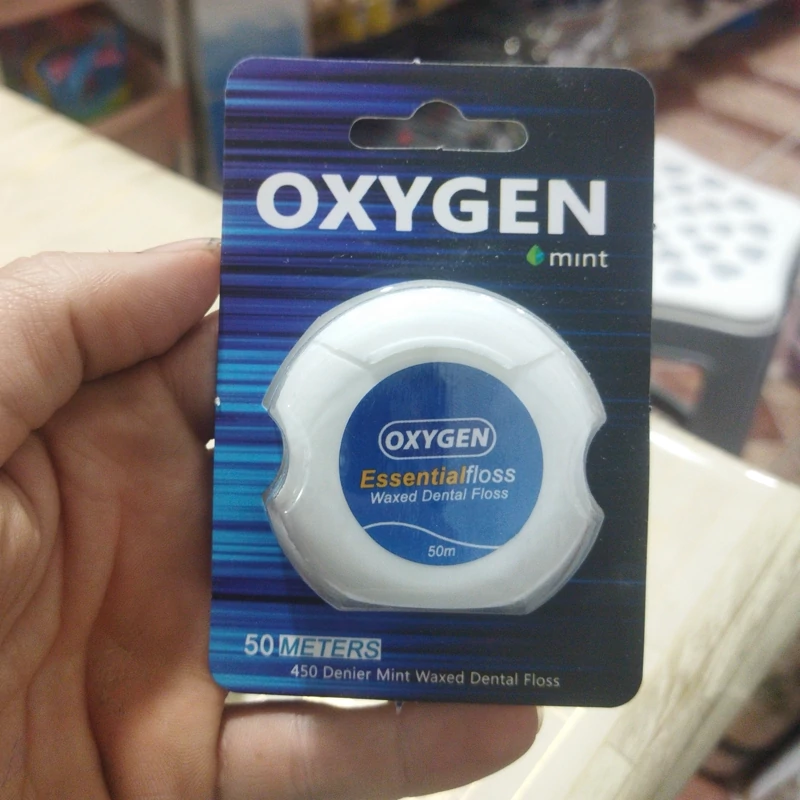 OXYGEN
mint
OXYGEN
Essentialfloss
Waxed Dental Floss
50m
50 METERS
450 Denier Mint Waxed Dental Floss